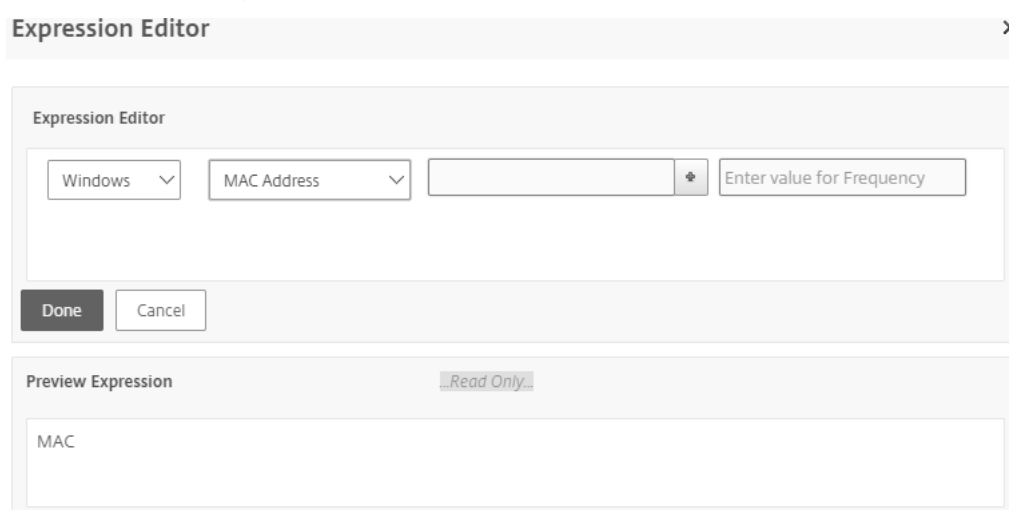 Expression Editor
Expression Editor
Windows MAC Address Enter value for Frequency
Done Cancel
Preview Expression ...Read Only...
MAC